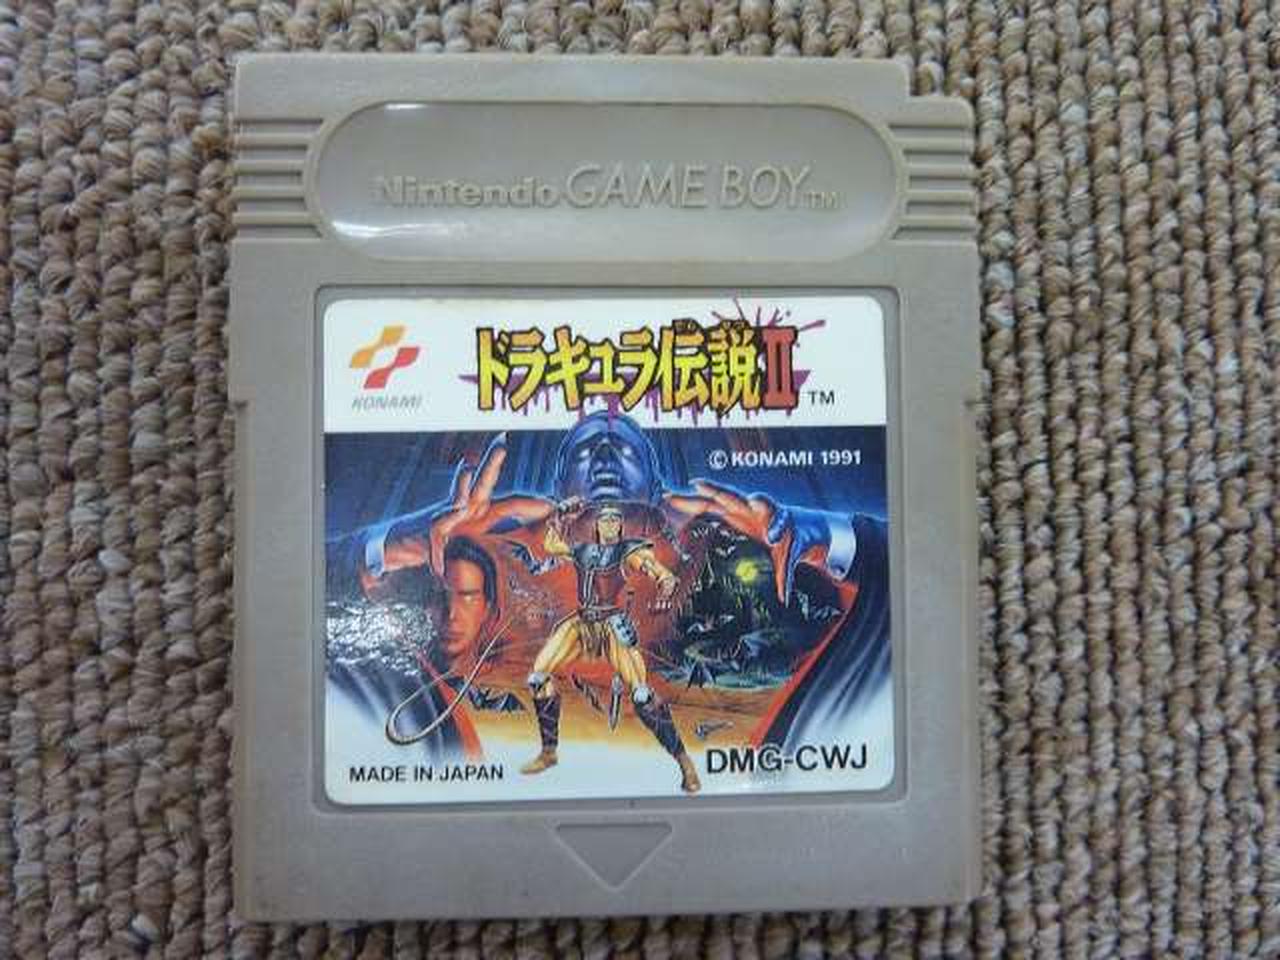 Nintendo GAME BOY TM
KONAMI
ドラキュラ伝説II TM
© KONAMI 1991
MADE IN JAPAN
DMG-CWJ